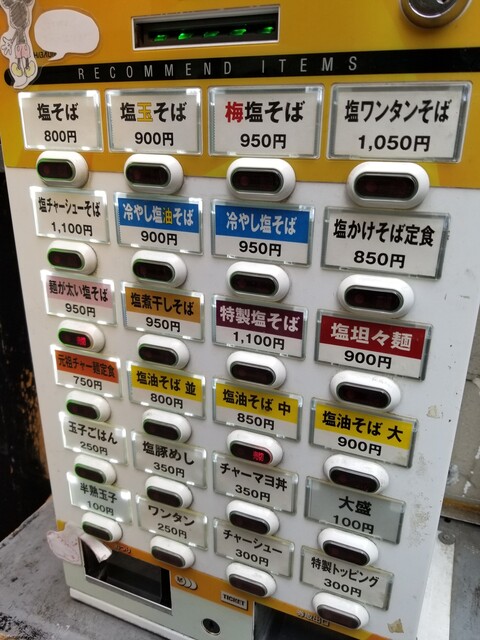 RECOMMEND ITEMS
塩そば
800円
塩玉そば
900円
梅塩そば
950円
塩ワンタンそば
1,050円
塩チャーシューそば
1,100円
冷やし塩油そば
900円
冷やし塩そば
950円
塩かけそば定食
850円
麺が太い塩そば
950円
塩煮干しそば
950円
特製塩そば
1,100円
塩坦々麺
900円
元祖チャー麺定食
750円
塩油そば 並
800円
塩油そば 中
850円
塩油そば 大
900円
玉子ごはん
250円
塩豚めし
350円
チャーマヨ丼
350円
大盛
100円
半熟玉子
100円
ワンタン
250円
チャーシュー
300円
特製トッピング
300円
TICKET